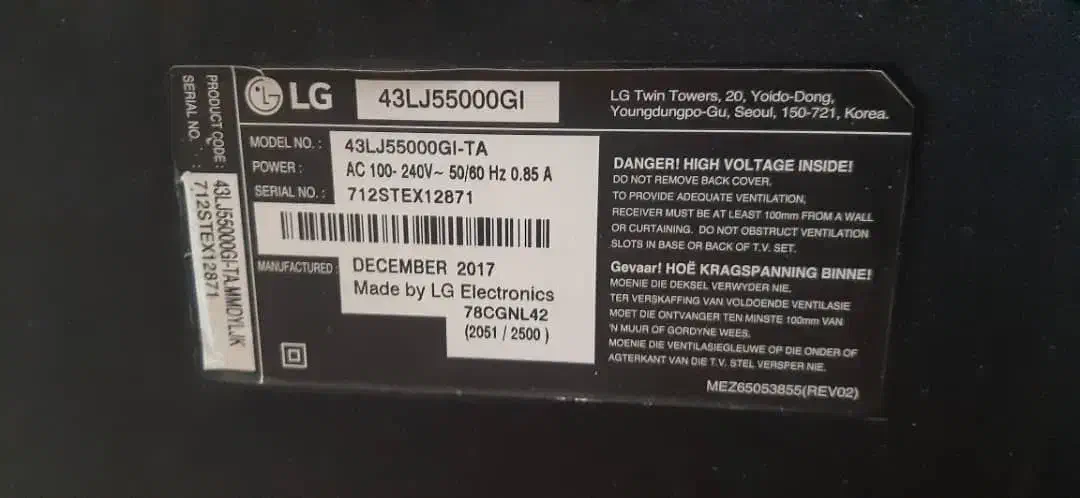 PRODUCT CODE :
SERIAL NO. :
43LJ55000GI-TA.MMOYLJK
712STEX12871
LG
43LJ55000GI
LG Twin Towers, 20, Yoido-Dong,
Youngdungpo-Gu, Seoul, 150-721, Korea.
MODEL NO. : 43LJ55000GI-TA
POWER : AC 100- 240V~ 50/60 Hz 0.85 A
SERIAL NO. : 712STEX12871
MANUFACTURED : DECEMBER 2017
Made by LG Electronics
78CGNL42
(2051 / 2500 )
DANGER! HIGH VOLTAGE INSIDE!
DO NOT REMOVE BACK COVER.
TO PROVIDE ADEQUATE VENTILATION,
RECEIVER MUST BE AT LEAST 100mm FROM A WALL
OR CURTAINING. DO NOT OBSTRUCT VENTILATION
SLOTS IN BASE OR BACK OF T.V. SET.
Gevaar! HOË KRAGSPANNING BINNE!
MOENIE DIE DEKSEL VERWYDER NIE.
TER VERSKAFFING VAN VOLDOENDE VENTILASIE
MOET DIE ONTVANGER TEN MINSTE 100mm VAN
'N MUUR OF GORDYNE WEES.
MOENIE DIE VENTILASIEGLEUWE OP DIE ONDER OF
AGTERKANT VAN DIE T.V. STEL VERSPER NIE.
MEZ65053855(REV02)